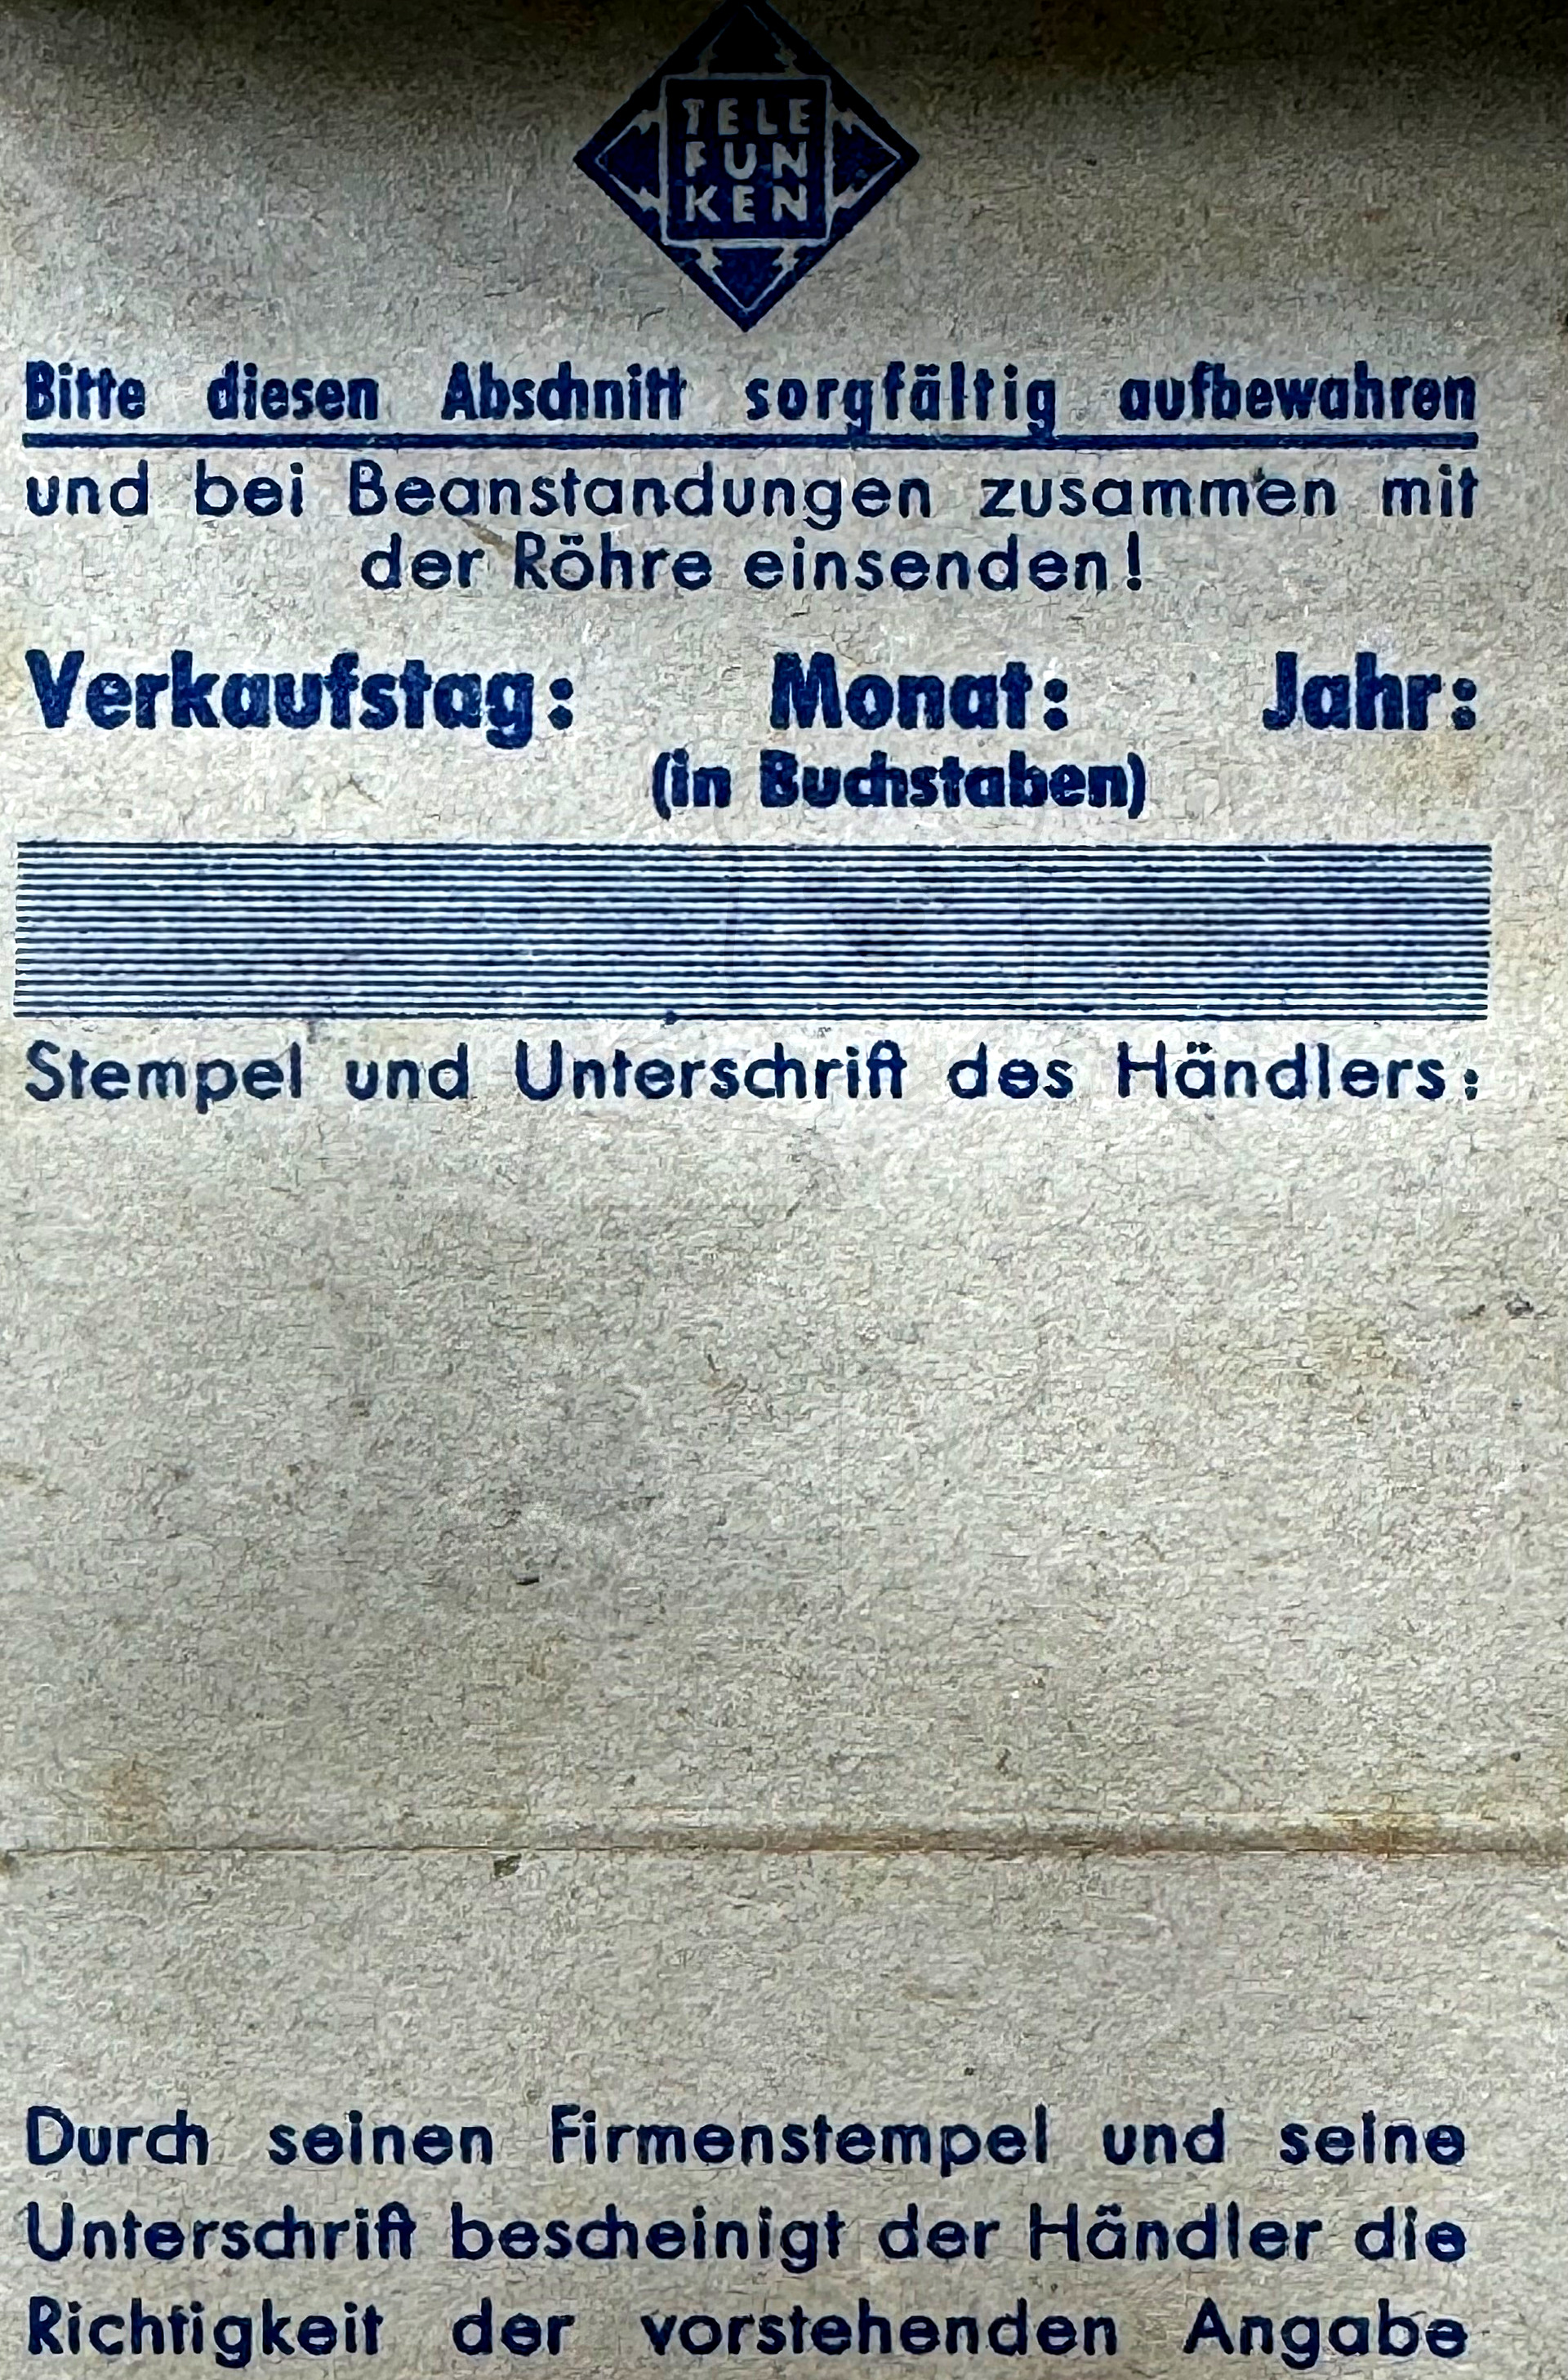 TELE
FUN
KEN
Bitte diesen Abschnitt sorgfältig aufbewahren
und bei Beanstandungen zusammen mit
der Röhre einsenden!
Verkaufstag: Monat: Jahr:
(in Buchstaben)
Stempel und Unterschrift des Händlers:
Durch seinen Firmenstempel und seine
Unterschrift bescheinigt der Händler die
Richtigkeit der vorstehenden Angabe